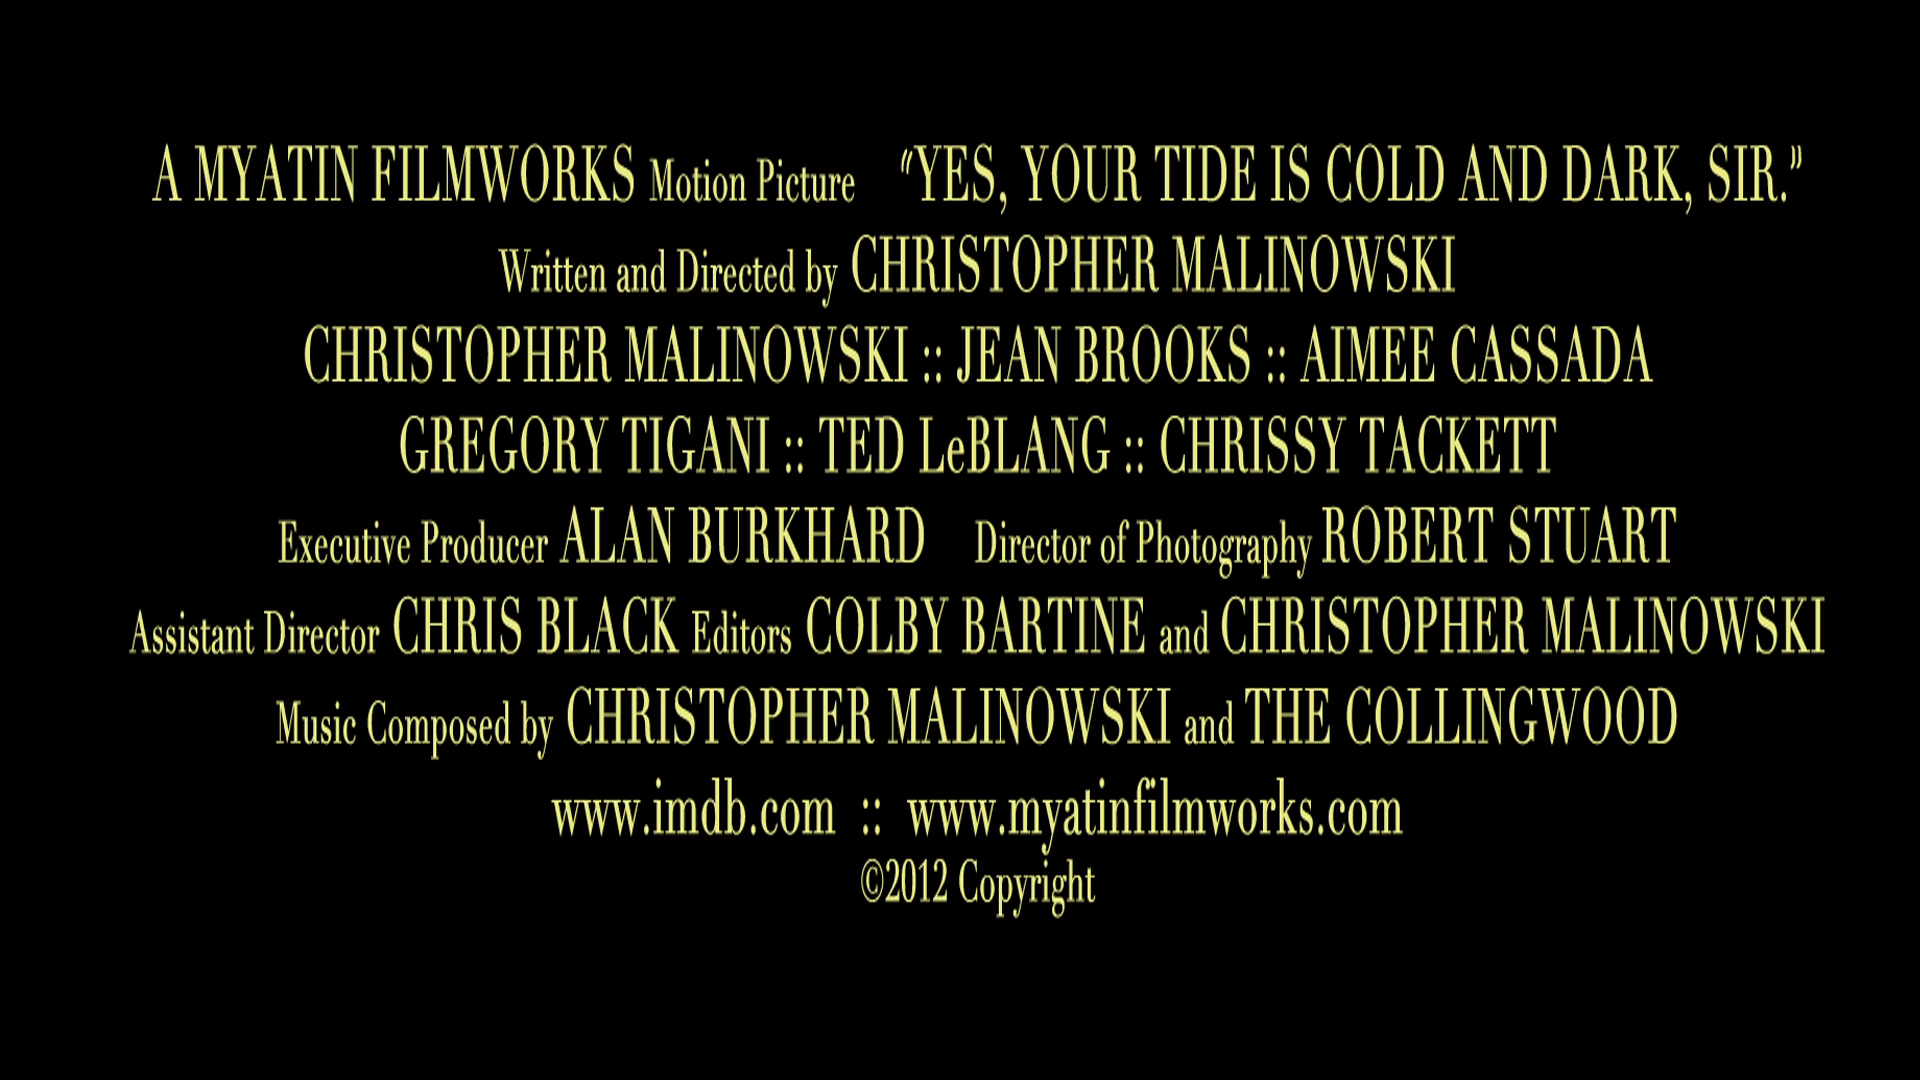 A MYATIN FILMWORKS Motion Picture “YES, YOUR TIDE IS COLD AND DARK, SIR.”
Written and Directed by CHRISTOPHER MALINOWSKI
CHRISTOPHER MALINOWSKI :: JEAN BROOKS :: AIMEE CASSADA
GREGORY TIGANI :: TED LeBLANG :: CHRISSY TACKETT
Executive Producer ALAN BURKHARD Director of Photography ROBERT STUART
Assistant Director CHRIS BLACK Editors COLBY BARTINE and CHRISTOPHER MALINOWSKI
Music Composed by CHRISTOPHER MALINOWSKI and THE COLLINGWOOD
www.imdb.com :: www.myatinfilmworks.com
©2012 Copyright